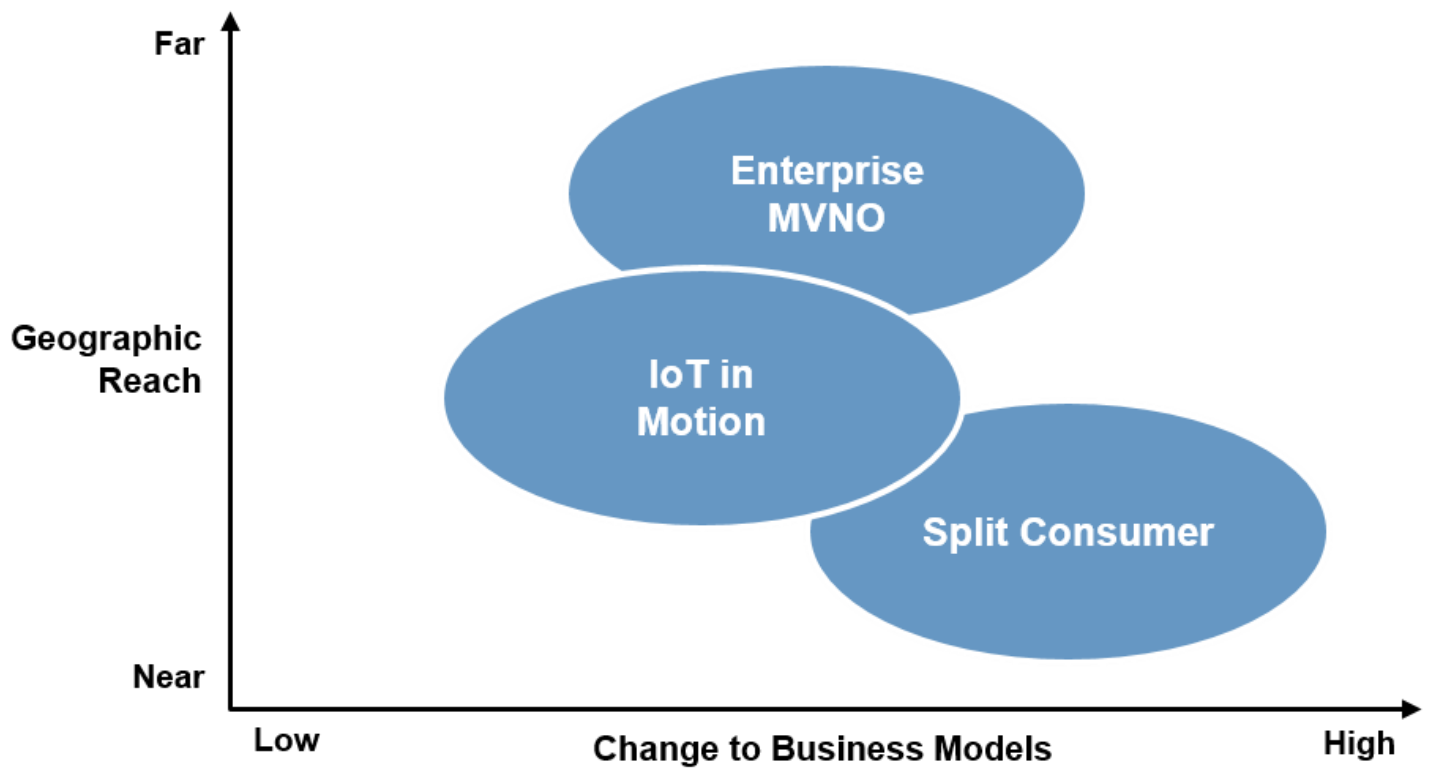 Far
Enterprise
MVNO
Geographic
Reach
IoT in
Motion
Split Consumer
Near
Low
Change to Business Models
High